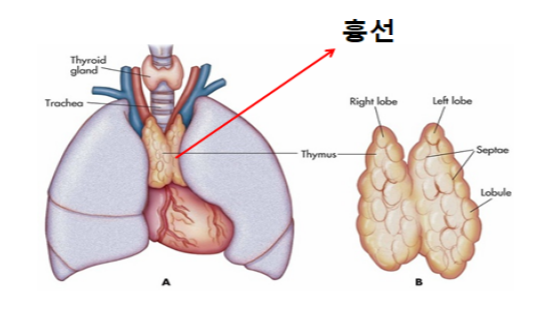 흉선
Thyroid
gland
Trachea
Right lobe
Left lobe
Thymus
Septae
Lobule
A
B